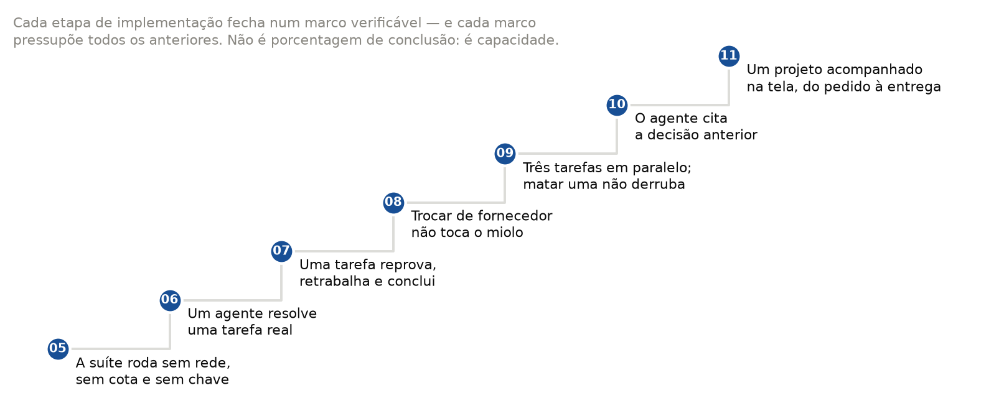 Cada etapa de implementação fecha num marco verificável — e cada marco
pressupõe todos os anteriores. Não é porcentagem de conclusão: é capacidade.
11
Um projeto acompanhado
na tela, do pedido à entrega
10
O agente cita
a decisão anterior
09
Três tarefas em paralelo;
matar uma não derruba
08
Trocar de fornecedor
não toca o miolo
07
Uma tarefa reprova,
retrabalha e conclui
06
Um agente resolve
uma tarefa real
05
A suíte roda sem rede,
sem cota e sem chave